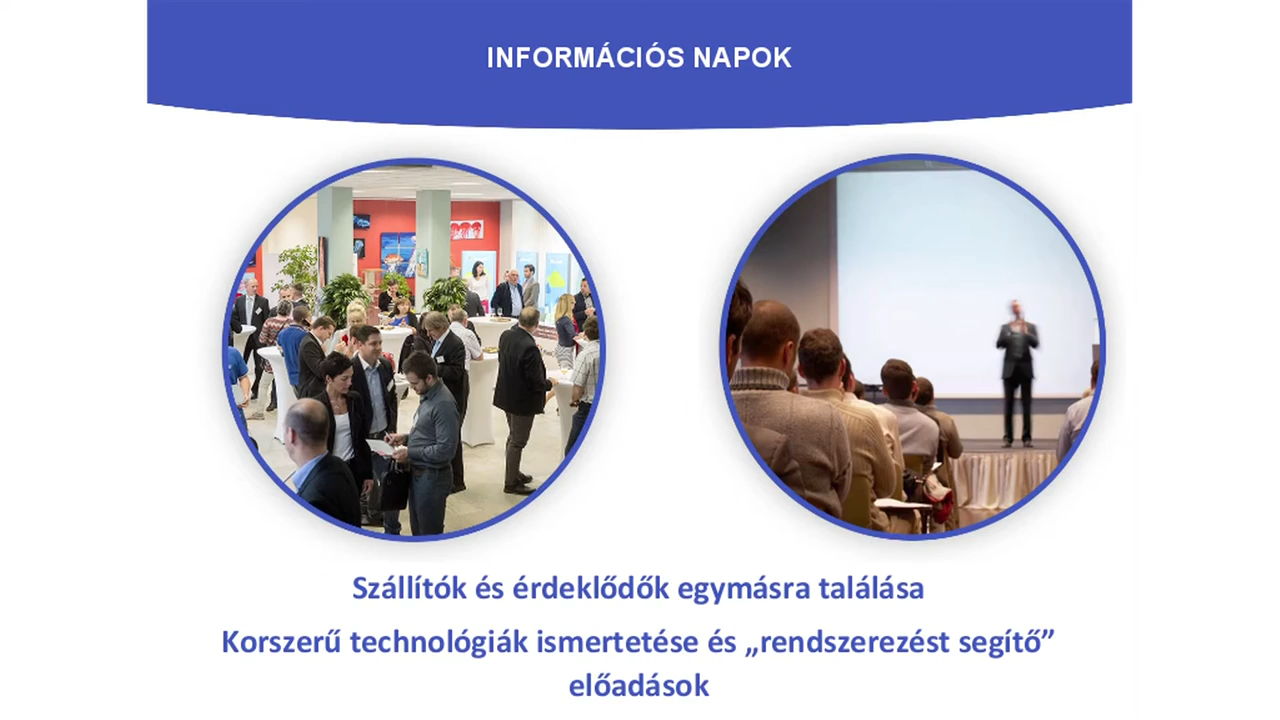 INFORMÁCIÓS NAPOK
Szállítók és érdeklődők egymásra találása
Korszerű technológiák ismertetése és „rendszerezést segítő”
előadások